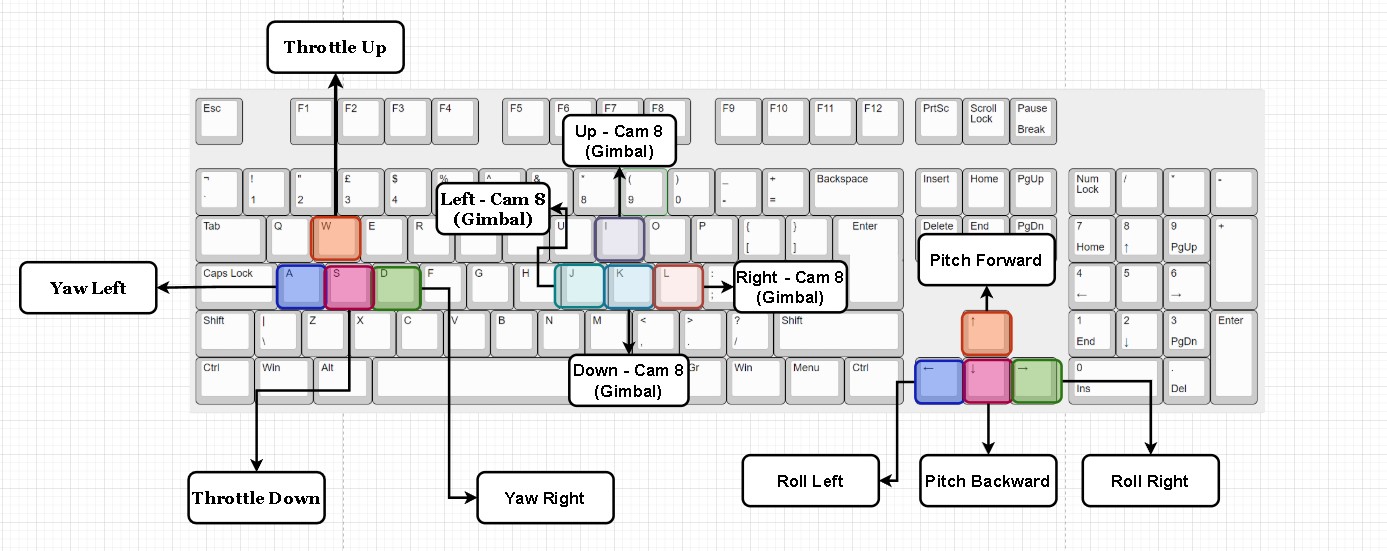 Throttle Up
Esc
F1
F2
F3
F4
F5
F6
F7
F8
F9
F10
F11
F12
PrtSc
Scroll
Lock
Pause
Break
Up - Cam 8
(Gimbal)
¬
!
1
"
2
£
3
$
4
%
^
&
*
8
(
9
)
0
_
-
+
=
Backspace
Insert
Home
PgUp
Num
Lock
/
*
-
Left - Cam 8
(Gimbal)
Tab
Q
W
E
R
U
I
O
P
{
[
}
]
Enter
Delete
End
PgDn
7
Home
8
↑
9
PgUp
+
Pitch Forward
Yaw Left
Caps Lock
A
S
D
F
G
H
J
K
L
:
;
Right - Cam 8
(Gimbal)
4
←
5
6
→
Shift
|
\
Z
X
C
V
B
N
M
<
,
>
.
?
/
Shift
↑
1
End
2
↓
3
PgDn
Enter
Ctrl
Win
Alt
Down - Cam 8
(Gimbal)
Gr
Win
Menu
Ctrl
←
↓
→
0
Ins
.
Del
Throttle Down
Yaw Right
Roll Left
Pitch Backward
Roll Right